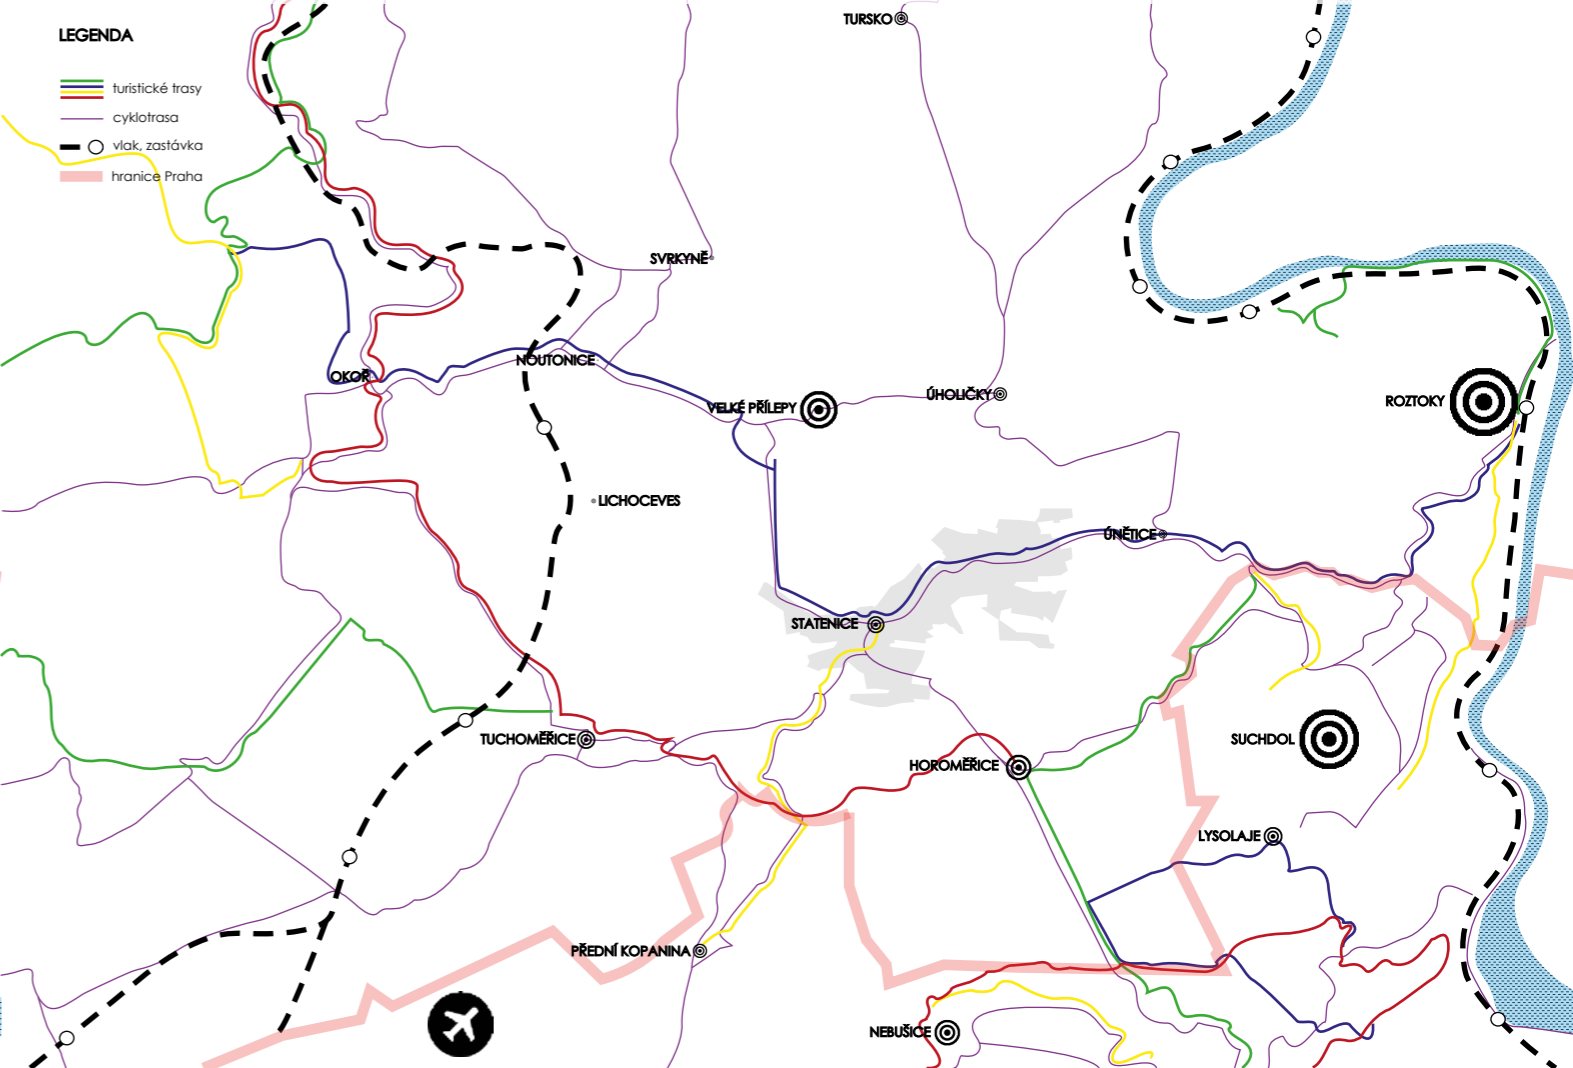 TURSKO
LEGENDA
turistické trasy
cyklotrasa
vlak, zastávka
hranice Praha
SVRKYNĚ
NOUTONICE
OKOŘ
VELKÉ PŘÍLEPY
ÚHOLIČKY
ROZTOKY
LICHOCEVES
ÚNĚTICE
STATENICE
TUCHOMĚŘICE
SUCHDOL
HOROMĚŘICE
LYSOLAJE
PŘEDNÍ KOPANINA
NEBUŠICE